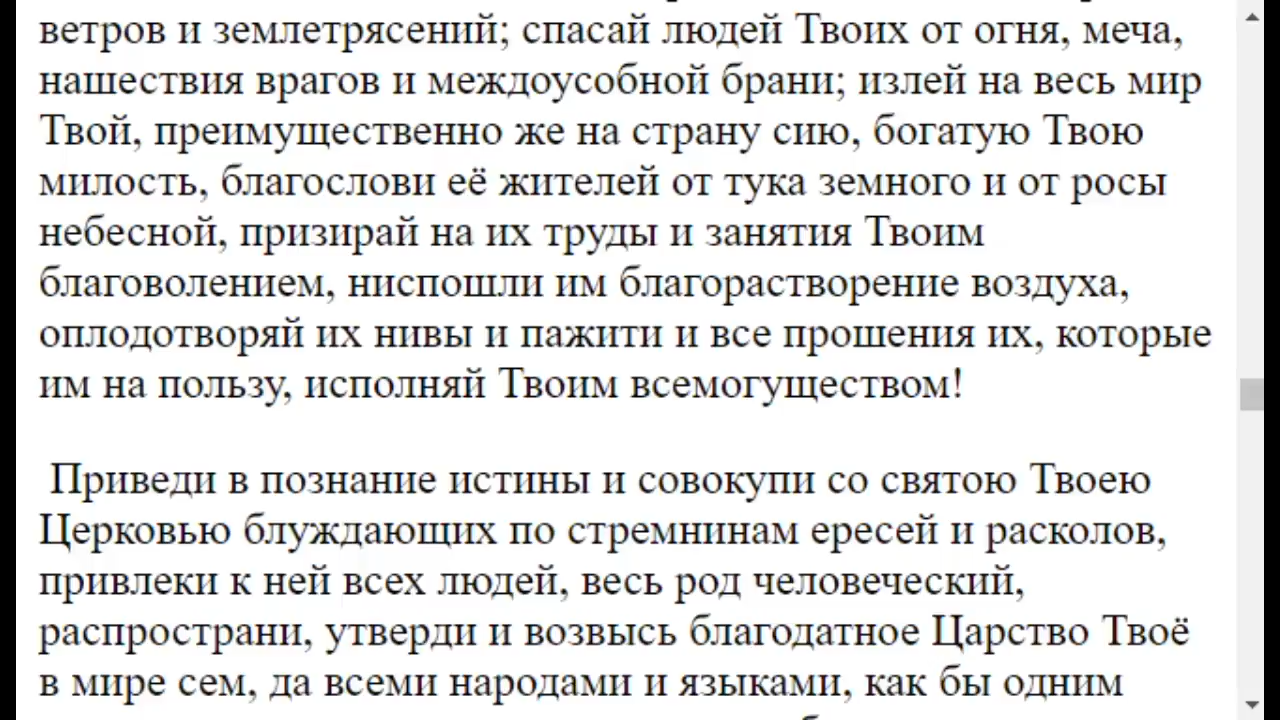 ветров и землетрясений; спасай людей Твоих от огня, меча,
нашествия врагов и междоусобной брани; излей на весь мир
Твой, преимущественно же на страну сию, богатую Твою
милость, благослови её жителей от тука земного и от росы
небесной, призирай на их труды и занятия Твоим
благоволением, ниспошли им благорастворение воздуха,
оплодотворяй их нивы и пажити и все прошения их, которые
им на пользу, исполняй Твоим всемогуществом!
Приведи в познание истины и совокупи со святою Твоею
Церковью блуждающих по стремнинам ересей и расколов,
привлеки к ней всех людей, весь род человеческий,
распространи, утверди и возвысь благодатное Царство Твоё
в мире сем, да всеми народами и языками, как бы одним